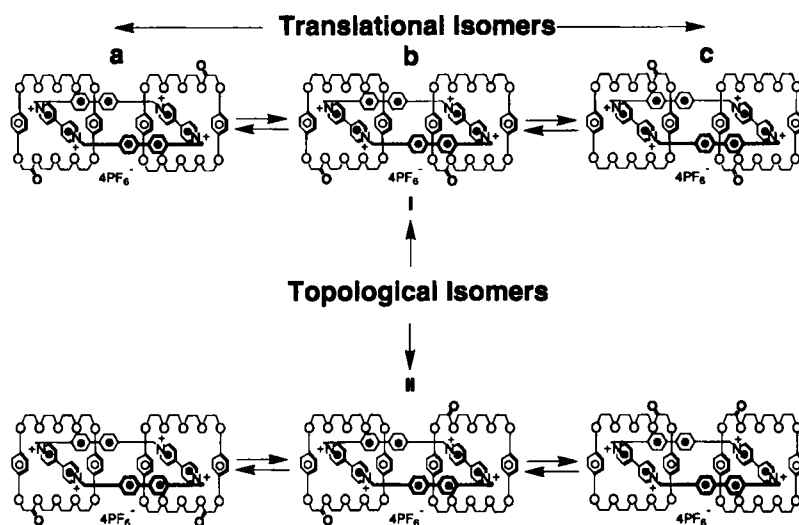 Translational Isomers
a b c
+N N+ +N N+ +N N+
N+ N+ N+ N+ N+ N+
4PF6- 4PF6- 4PF6-
I
Topological Isomers
II
+N N+ +N N+ +N N+
N+ N+ N+ N+ N+ N+
4PF6- 4PF6- 4PF6-